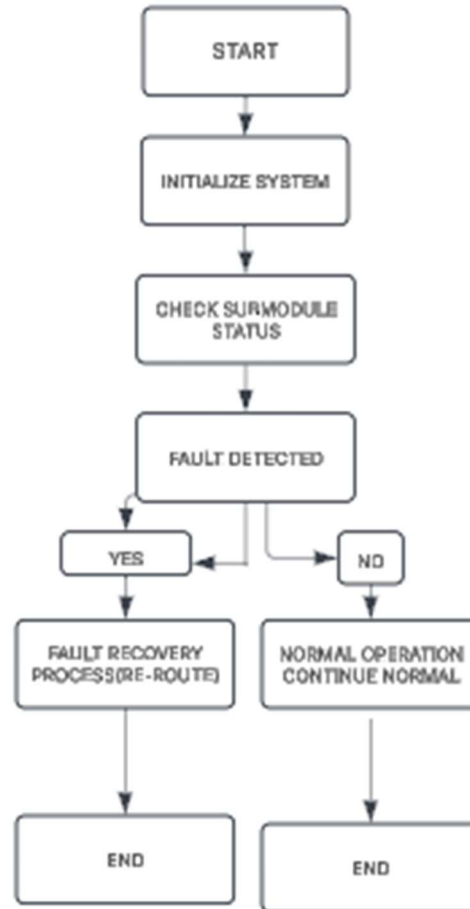 START
INITIALIZE SYSTEM
CHECK SUBMODULE
STATUS
FAULT DETECTED
YES
NO
FAULT RECOVERY
PROCESS(RE-ROUTE)
NORMAL OPERATION
CONTINUE NORMAL
END
END